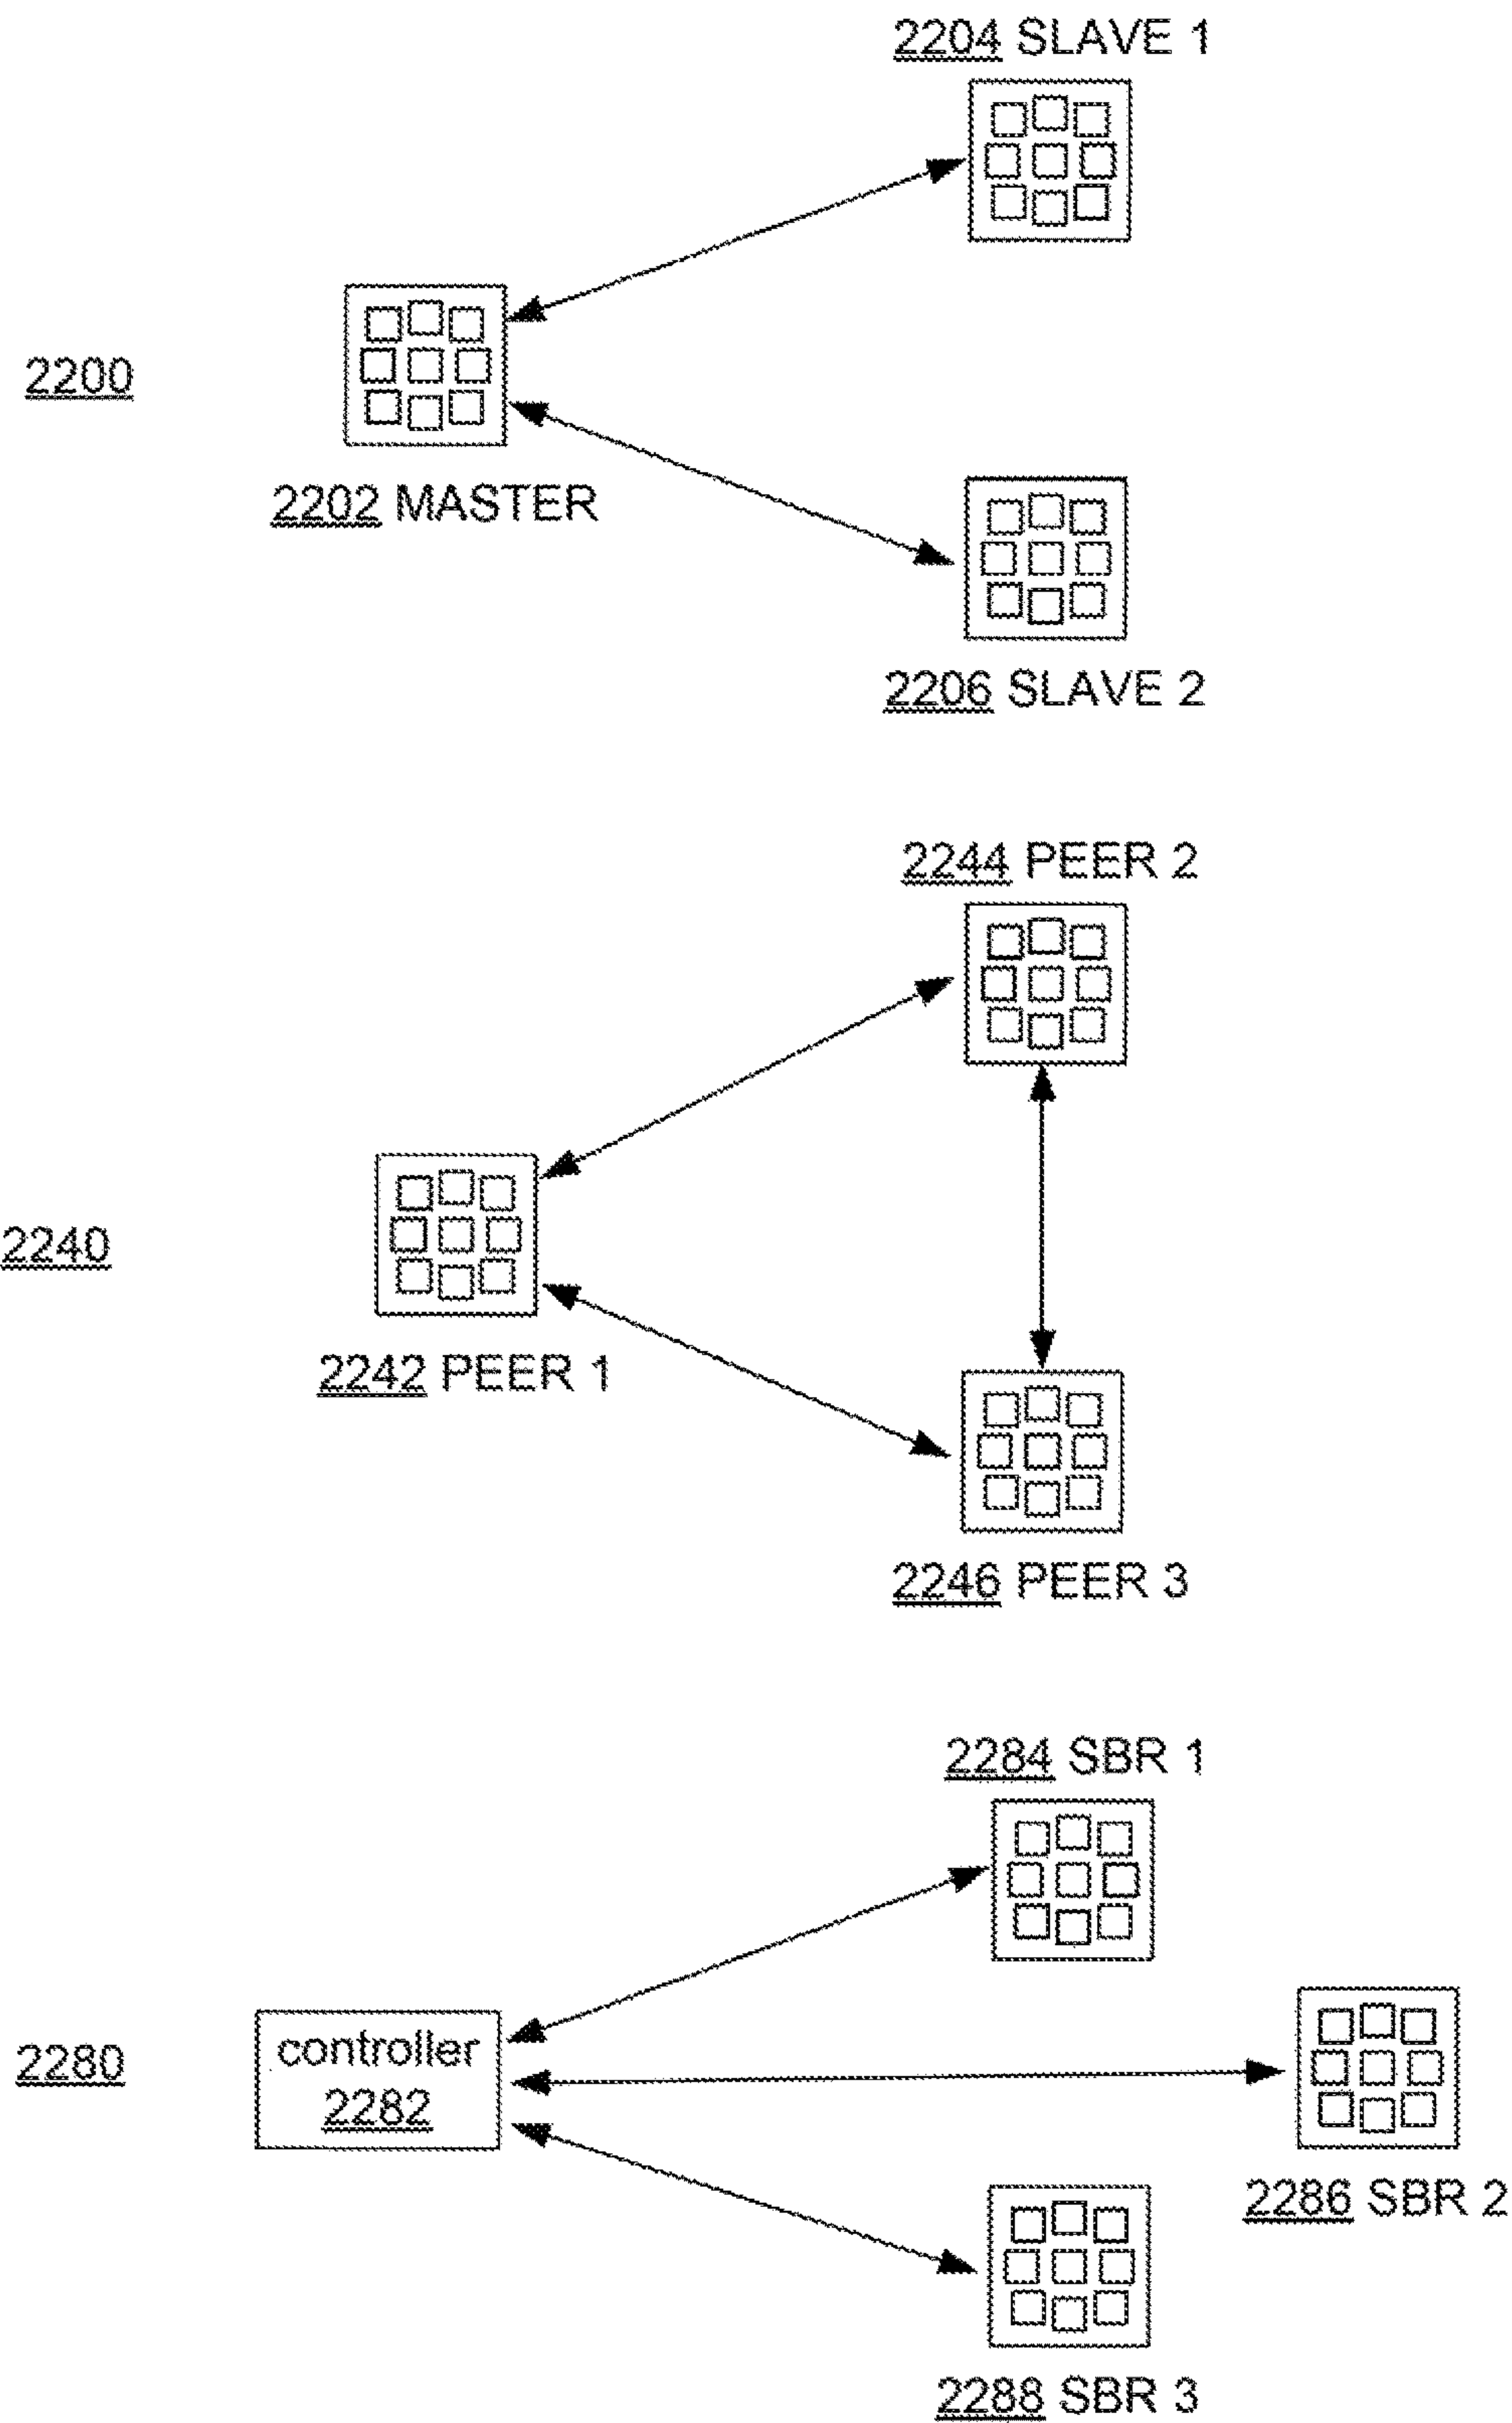 2204 SLAVE 1
2200
2202 MASTER
2206 SLAVE 2
2244 PEER 2
2240
2242 PEER 1
2246 PEER 3
2284 SBR 1
2280
controller
2282
2286 SBR 2
2288 SBR 3